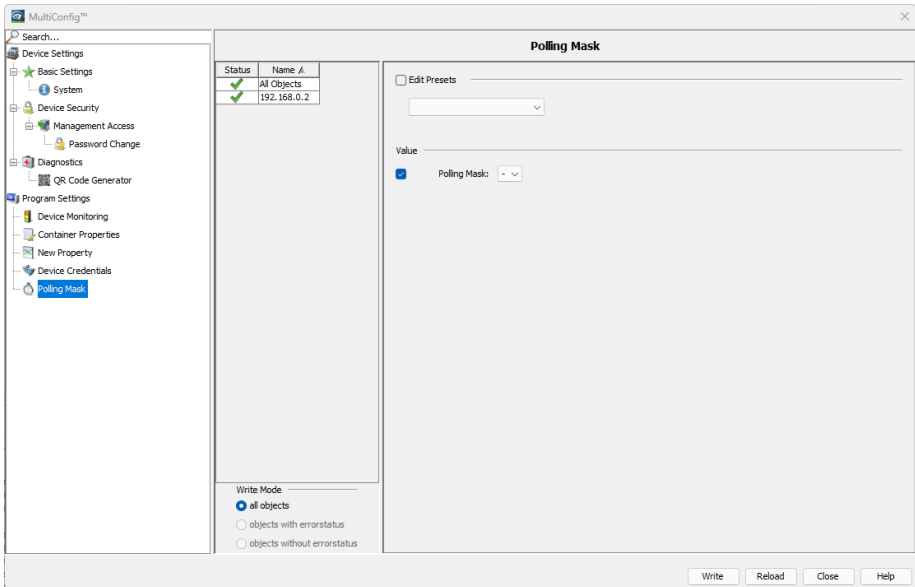 MultiConfig™
Search...
Device Settings
Basic Settings
System
Device Security
Management Access
Password Change
Diagnostics
QR Code Generator
Program Settings
Device Monitoring
Container Properties
New Property
Device Credentials
Polling Mask
Status Name
All Objects
192.168.0.2
Write Mode
all objects
objects with errorstatus
objects without errorstatus
Polling Mask
Edit Presets
Value
Polling Mask: -
Write Reload Close Help